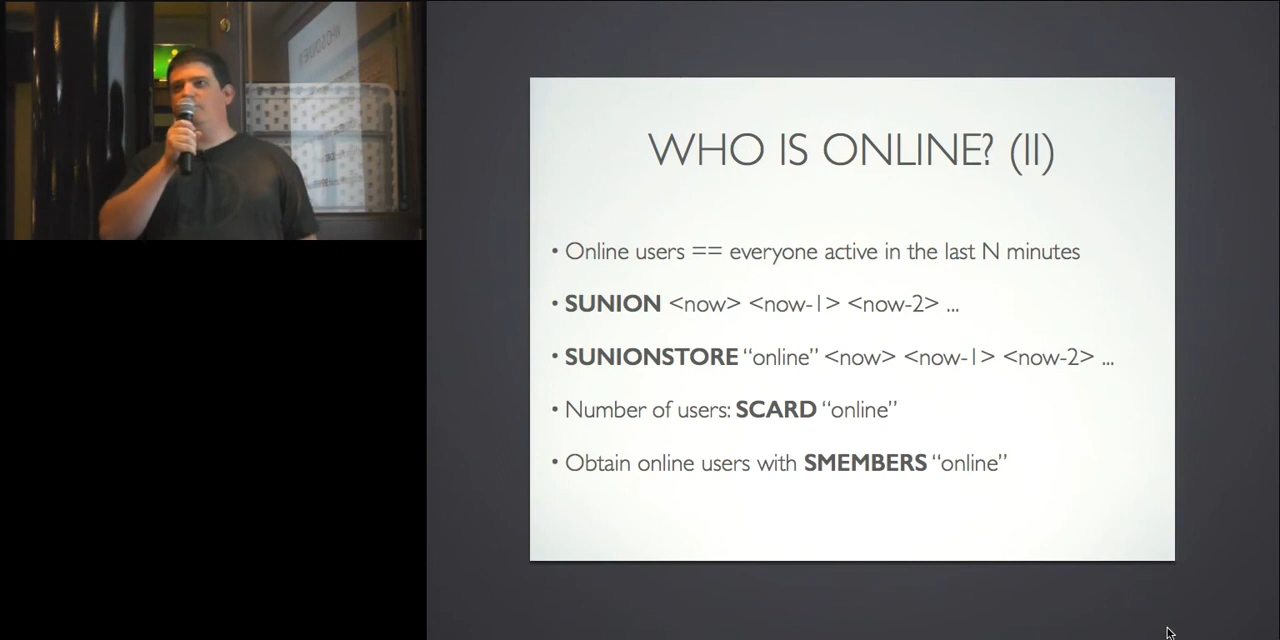 WHO IS ONLINE? (II)
• Online users == everyone active in the last N minutes
• SUNION <now> <now-1> <now-2> ...
• SUNIONSTORE “online” <now> <now-1> <now-2> ...
• Number of users: SCARD “online”
• Obtain online users with SMEMBERS “online”